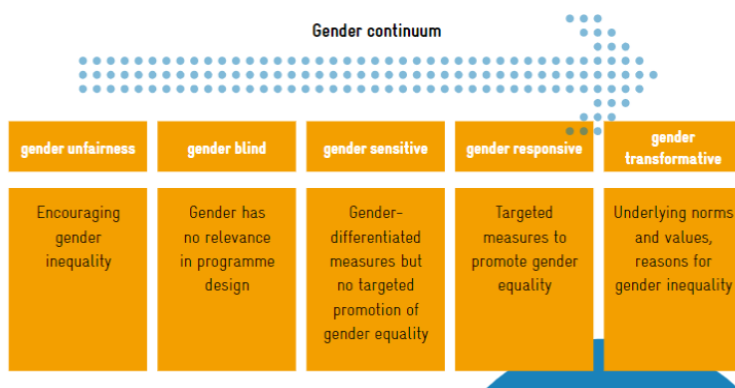 Gender continuum
gender unfairness
gender blind
gender sensitive
gender responsive
gender
transformative
Encouraging
gender
inequality
Gender has
no relevance
in programme
design
Gender-
differentiated
measures but
no targeted
promotion of
gender equality
Targeted
measures to
promote gender
equality
Underlying norms
and values,
reasons for
gender inequality